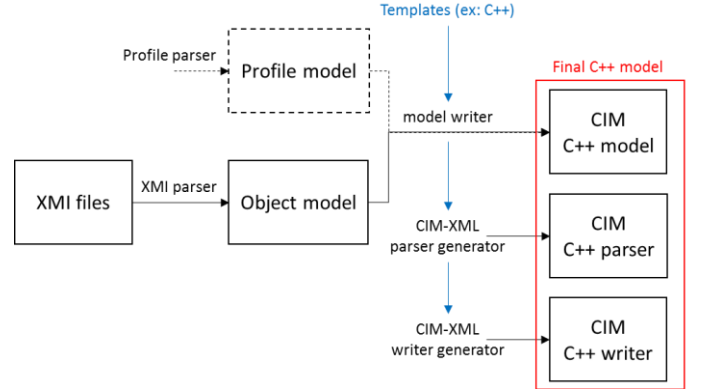 Templates (ex: C++)
Profile parser
Profile model
Final C++ model
model writer
CIM
C++ model
XMI files
XMI parser
Object model
CIM-XML
parser generator
CIM
C++ parser
CIM-XML
writer generator
CIM
C++ writer